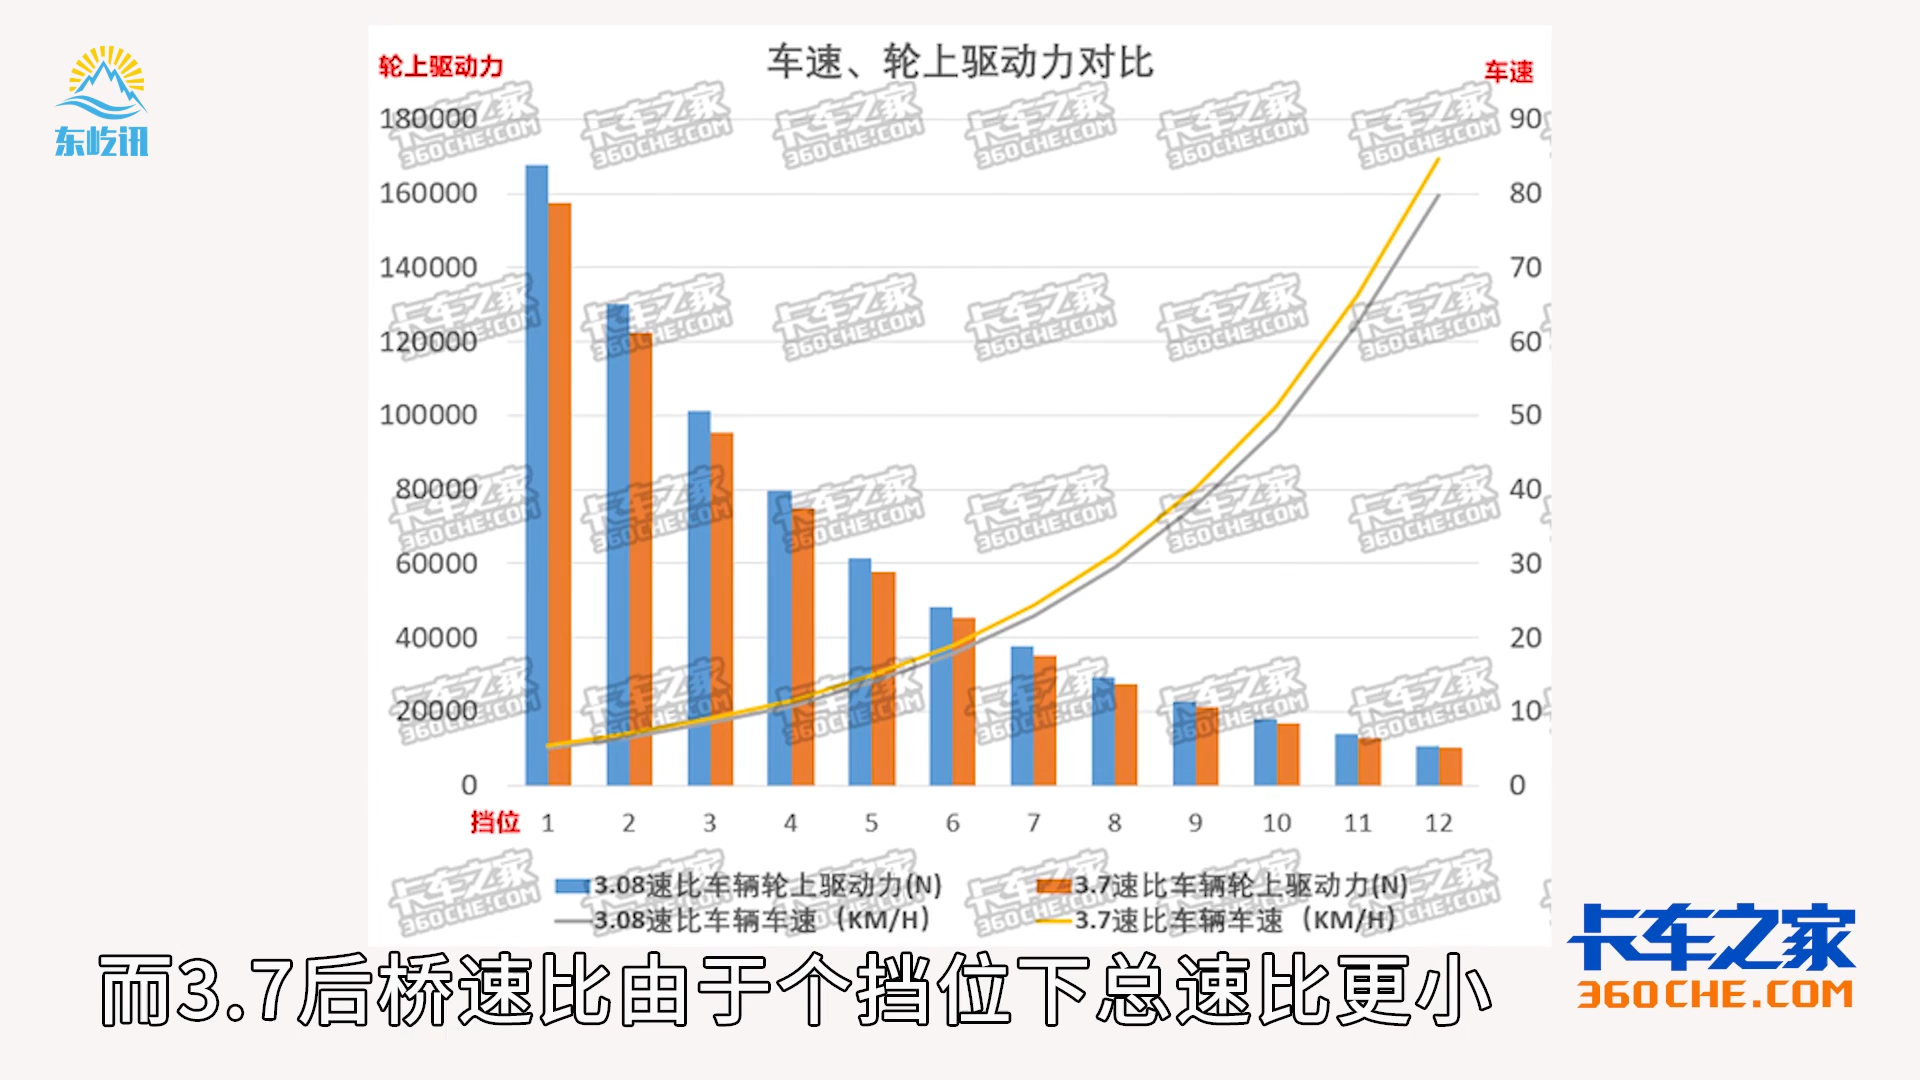 东屹讯
车速、轮上驱动力对比
轮上驱动力
车速
180000
160000
140000
120000
100000
80000
60000
40000
20000
0
90
80
70
60
50
40
30
20
10
0
挡位 1 2 3 4 5 6 7 8 9 10 11 12
3.08速比车辆轮上驱动力(N) 3.7速比车辆轮上驱动力(N)
3.08速比车辆车速（KM/H） 3.7速比车辆车速（KM/H）
卡车之家
360CHE.COM
而3.7后桥速比由于个挡位下总速比更小
卡车之家
360CHE.COM